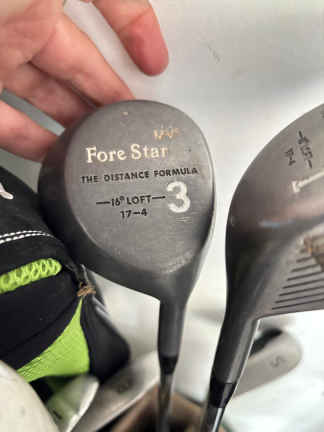 Fore Star
THE DISTANCE FORMULA
16° LOFT
17-4
3